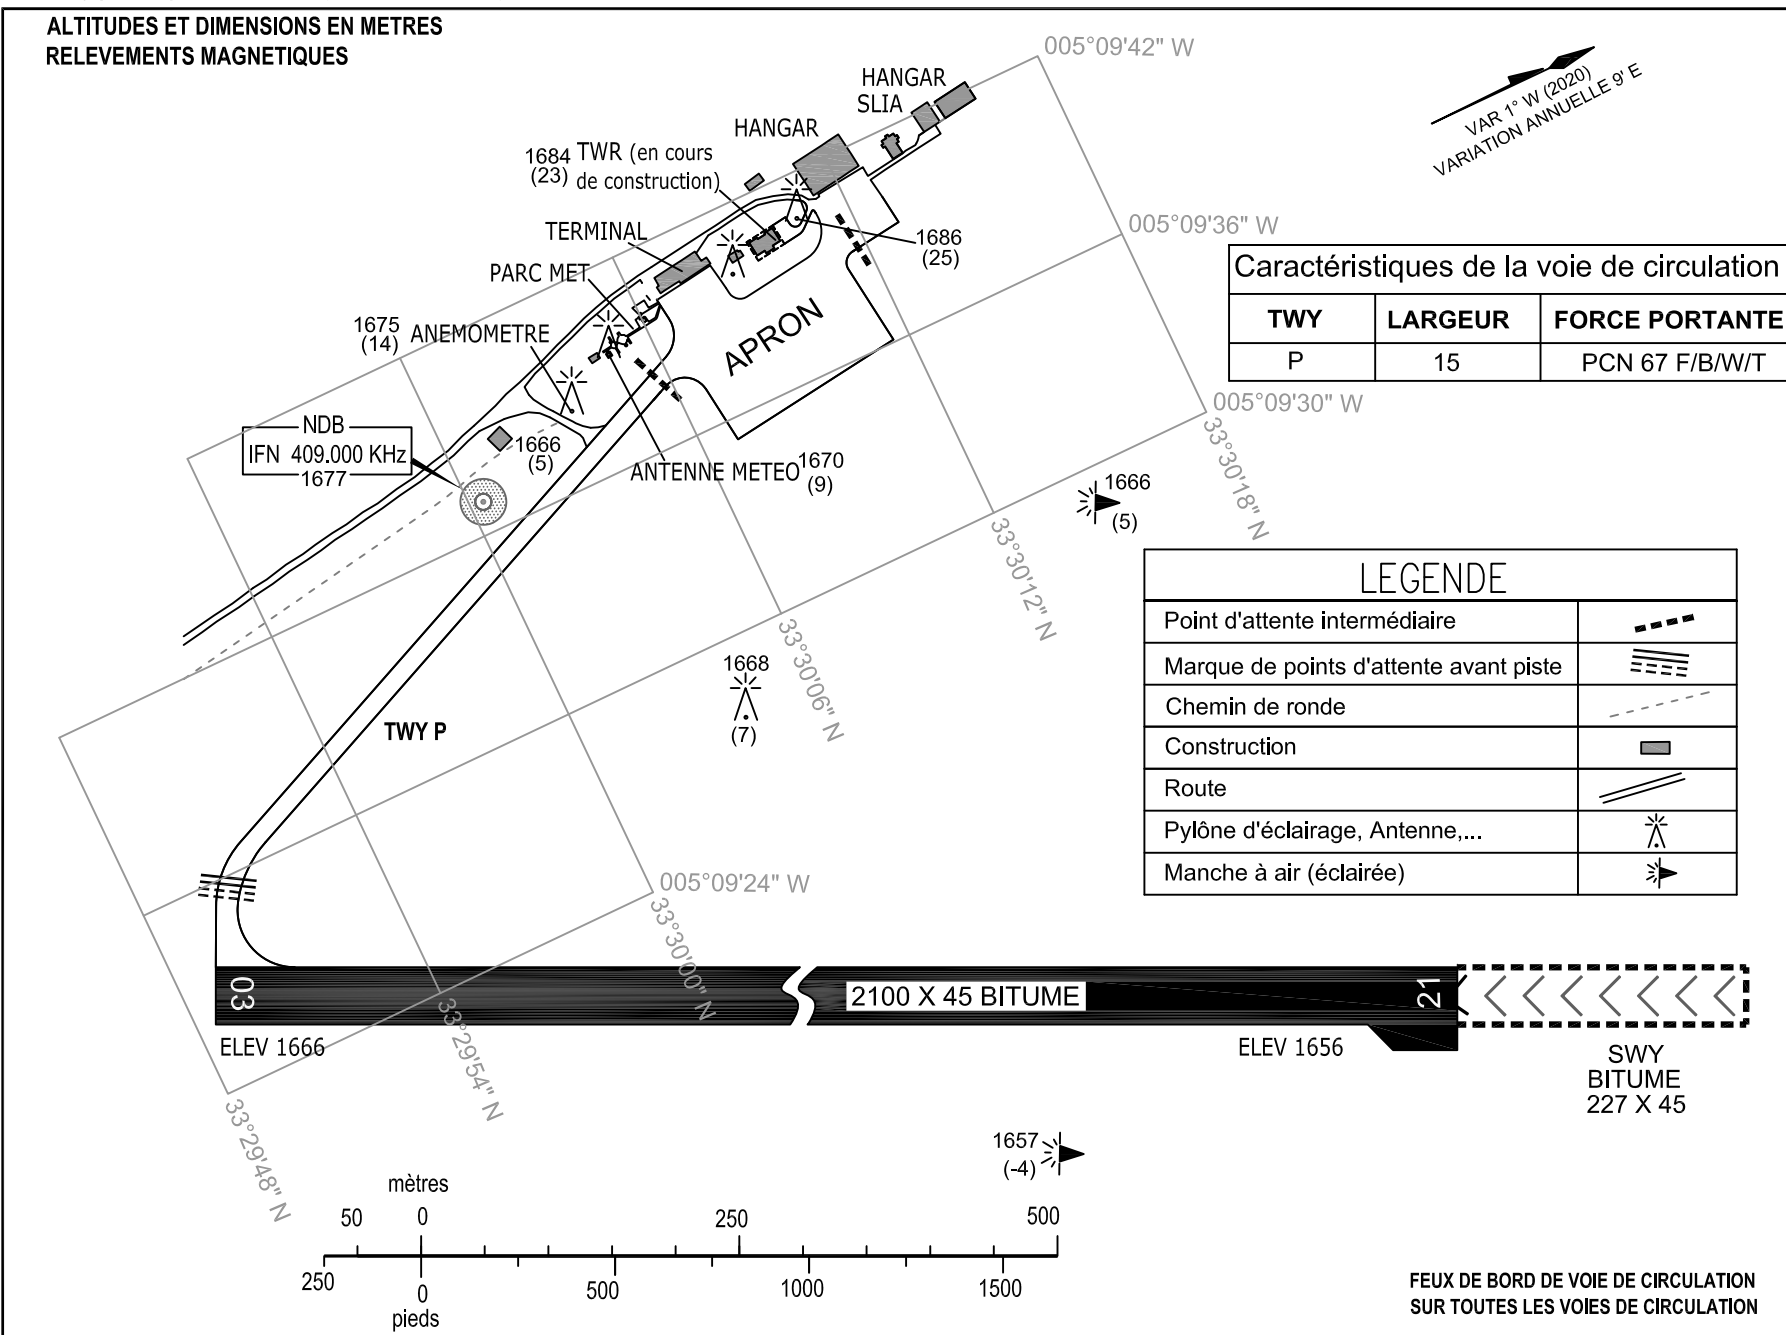 ALTITUDES ET DIMENSIONS EN METRES
RELEVEMENTS MAGNETIQUES
005°09'42" W
VAR 1° W (2020)
VARIATION ANNUELLE 9' E
HANGAR
SLIA
HANGAR
1684
(23)
TWR (en cours
de construction)
TERMINAL
PARC MET
1686
(25)
005°09'36" W
1675
(14)
ANEMOMETRE
APRON
Caractéristiques de la voie de circulation
TWY LARGEUR FORCE PORTANTE
P 15 PCN 67 F/B/W/T
005°09'30" W
NDB
IFN 409.000 KHz
1677
1666
(5)
ANTENNE METEO
1670
(9)
1666
(5)
33°30'18" N
33°30'12" N
33°30'06" N
1668
(7)
TWY P
LEGENDE
Point d'attente intermédiaire
Marque de points d'attente avant piste
Chemin de ronde
Construction
Route
Pylône d'éclairage, Antenne,...
Manche à air (éclairée)
005°09'24" W
33°30'00" N
03
2100 X 45 BITUME
21
ELEV 1666
ELEV 1656
SWY
BITUME
227 X 45
33°29'54" N
33°29'48" N
1657
(-4)
mètres
50 0 250 500
250 0 500 1000 1500
pieds
FEUX DE BORD DE VOIE DE CIRCULATION
SUR TOUTES LES VOIES DE CIRCULATION